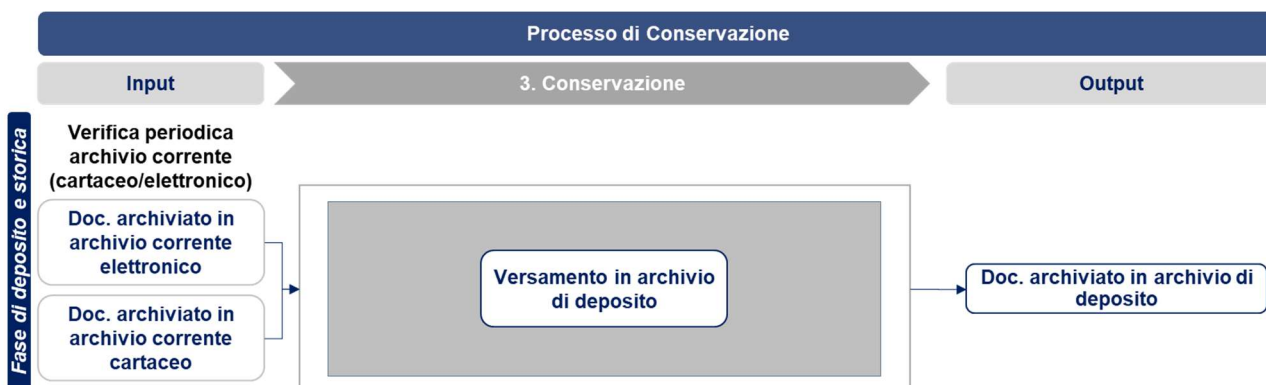 Processo di Conservazione
Input
3. Conservazione
Output
Fase di deposito e storica
Verifica periodica
archivio corrente
(cartaceo/elettronico)
Doc. archiviato in
archivio corrente
elettronico
Doc. archiviato in
archivio corrente
cartaceo
Versamento in archivio
di deposito
Doc. archiviato in archivio di
deposito